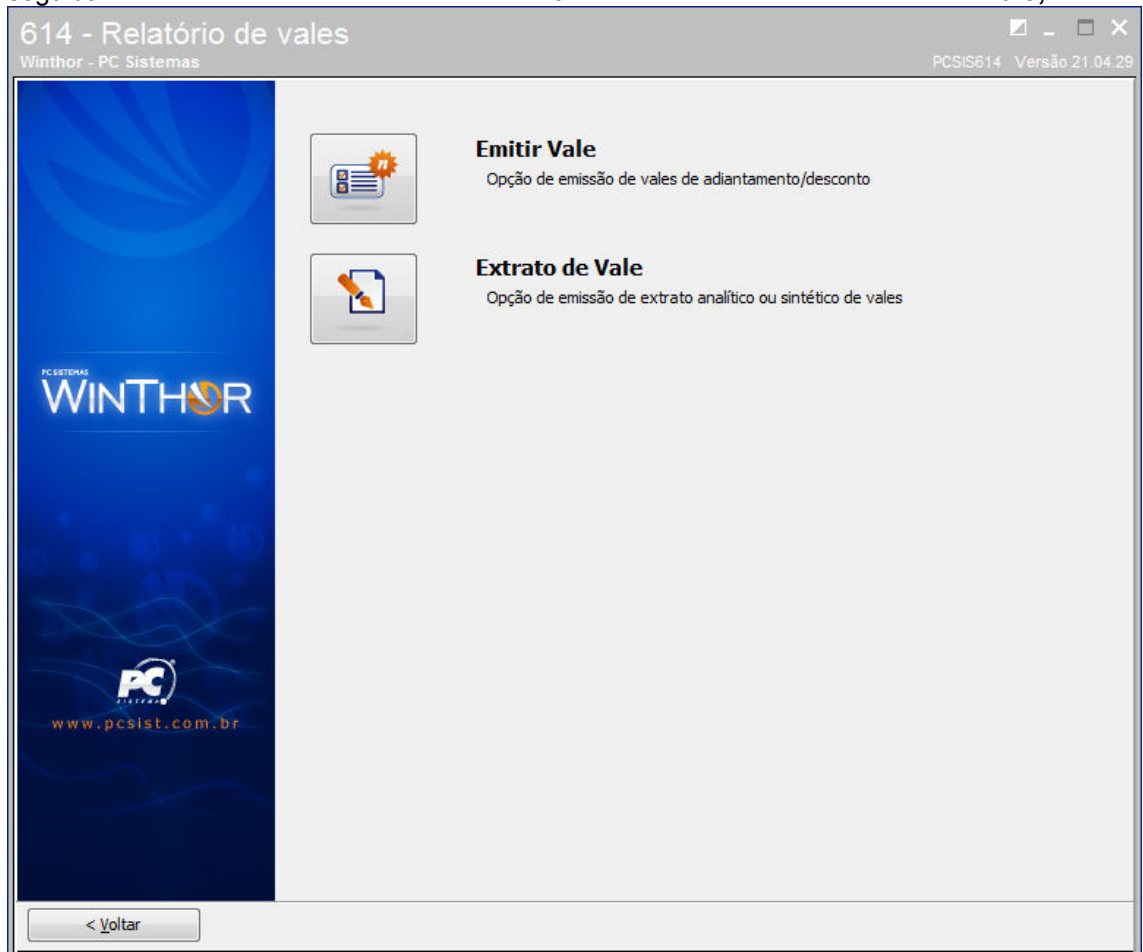 614 - Relatório de vales
Winthor - PC Sistemas
PCSIS614 Versão 21.04.29
Emitir Vale
Opção de emissão de vales de adiantamento/desconto
Extrato de Vale
Opção de emissão de extrato analítico ou sintético de vales
PC SISTEMAS
WINTHOR
PC
SISTEMAS
www.pcsist.com.br
< Voltar